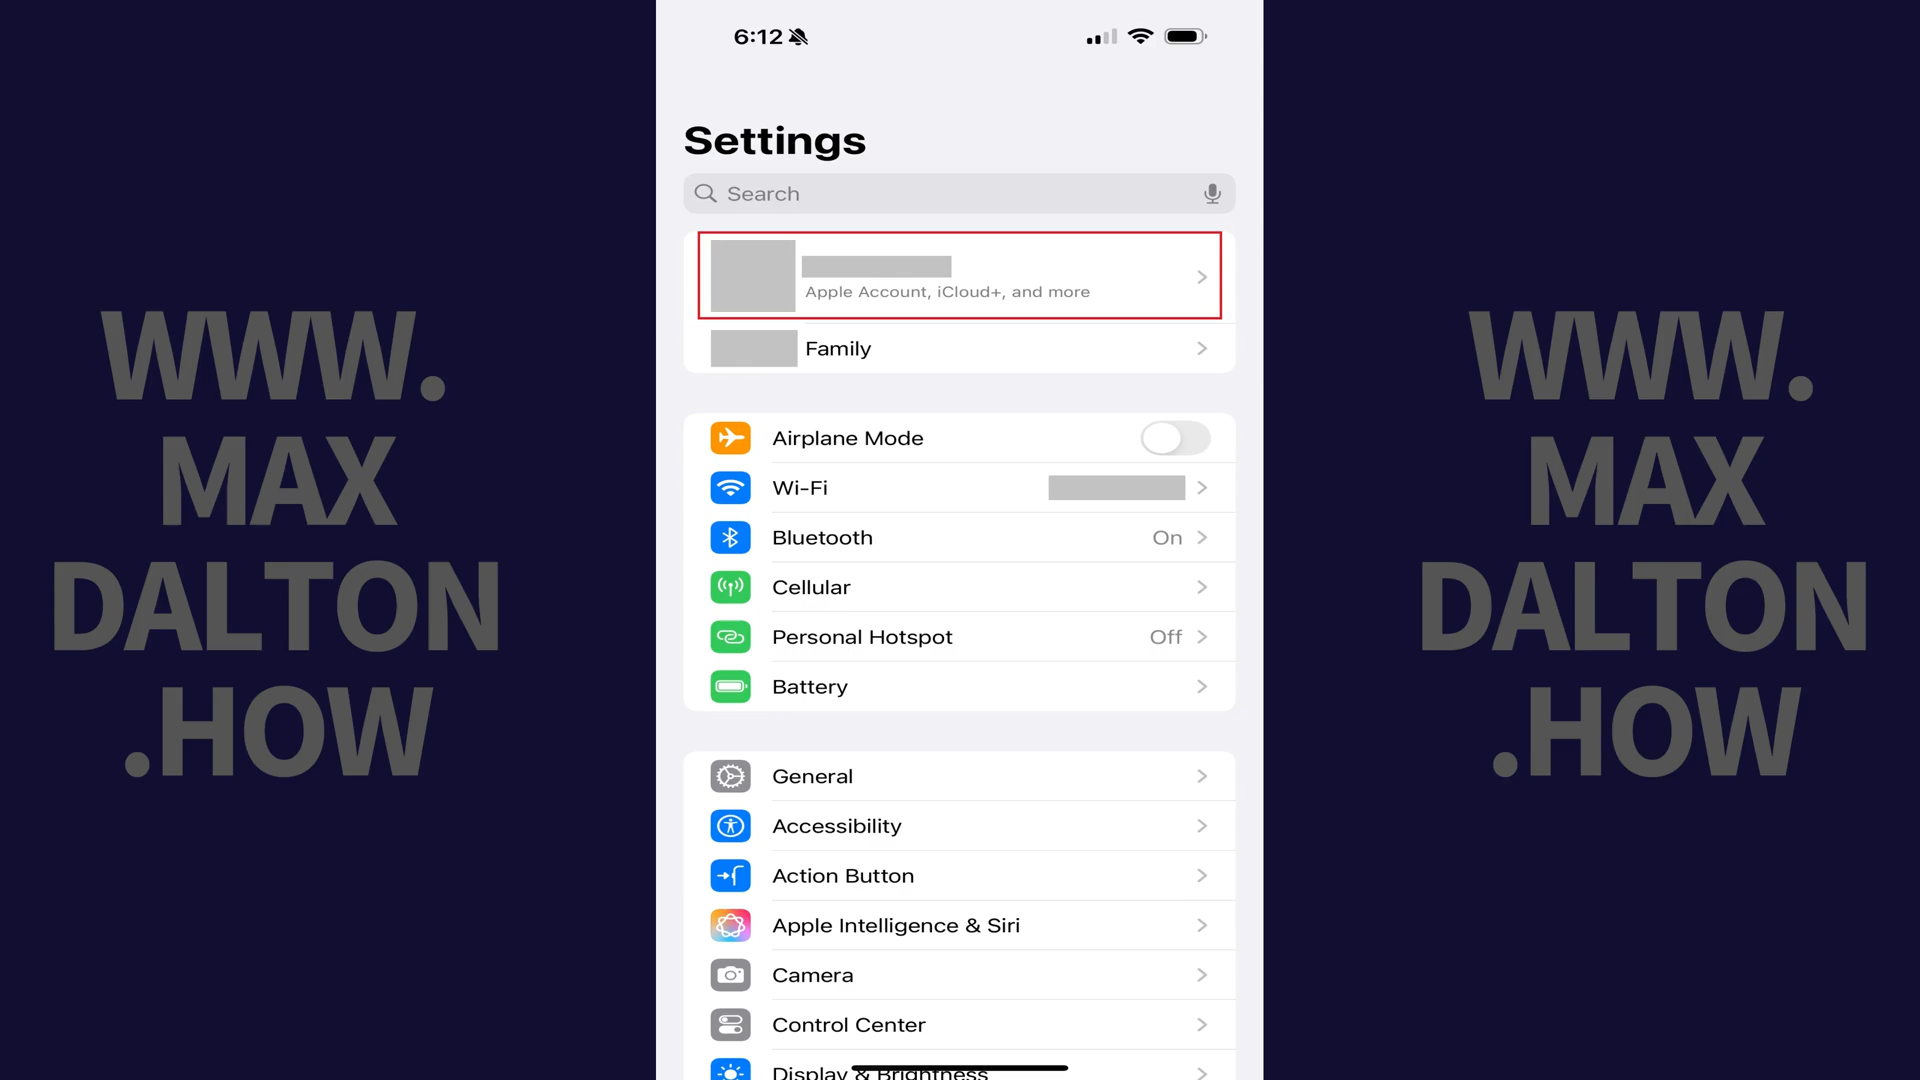 6:12
Settings
Search
Apple Account, iCloud+, and more
Family
Airplane Mode
Wi-Fi
Bluetooth On
Cellular
Personal Hotspot Off
Battery
General
Accessibility
Action Button
Apple Intelligence & Siri
Camera
Control Center
Display & Brightness
WWW.
MAX
DALTON
.HOW
WWW.
MAX
DALTON
.HOW